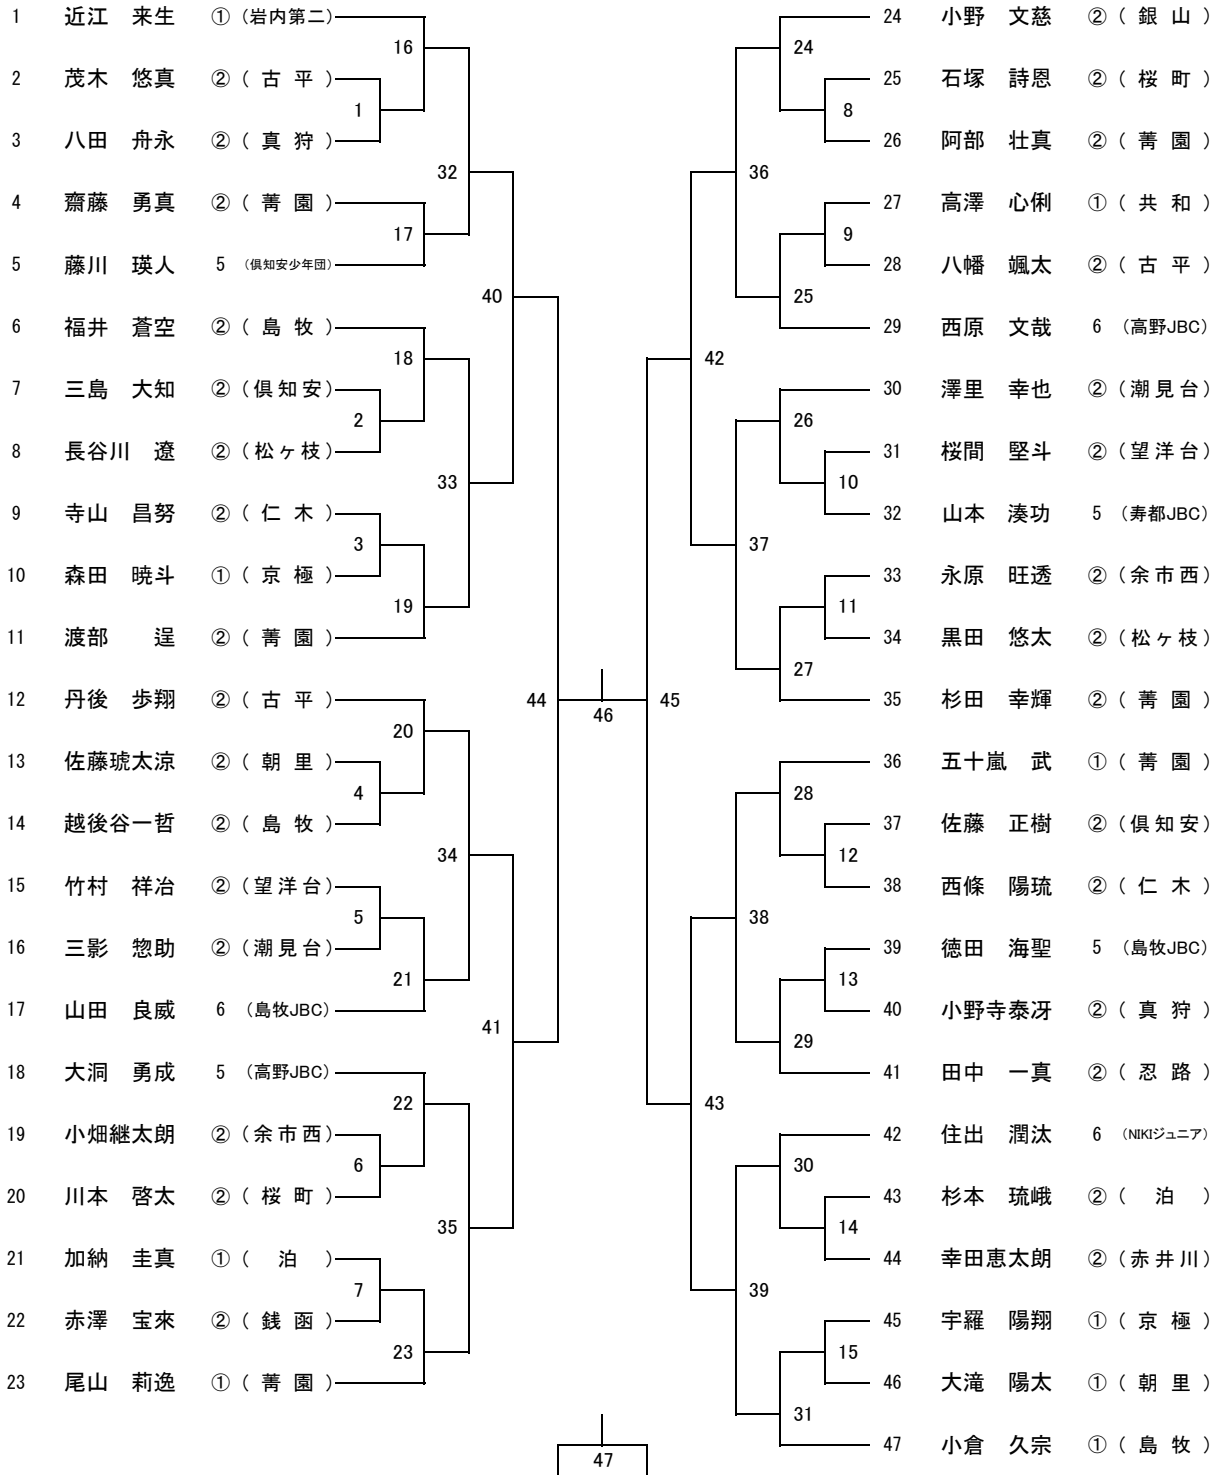 1 近江 来生 ① (岩内第二)
2 茂木 悠真 ② ( 古 平 )
3 八田 舟永 ② ( 真 狩 )
4 齋藤 勇真 ② ( 菁 園 )
5 藤川 瑛人 5 (倶知安少年団)
6 福井 蒼空 ② ( 島 牧 )
7 三島 大知 ② (倶知安)
8 長谷川 遼 ② (松ヶ枝)
9 寺山 昌努 ② ( 仁 木 )
10 森田 暁斗 ① ( 京 極 )
11 渡部 逞 ② ( 菁 園 )
12 丹後 歩翔 ② ( 古 平 )
13 佐藤琥太涼 ② ( 朝 里 )
14 越後谷一哲 ② ( 島 牧 )
15 竹村 祥冶 ② (望洋台)
16 三影 惣助 ② (潮見台)
17 山田 良威 6 (島牧JBC)
18 大洞 勇成 5 (高野JBC)
19 小畑継太朗 ② (余市西)
20 川本 啓太 ② ( 桜 町 )
21 加納 圭真 ① ( 泊 )
22 赤澤 宝來 ② ( 銭 函 )
23 尾山 莉逸 ① ( 菁 園 )
16
1
32
17
40
18
2
33
3
19
44
20
4
34
5
21
41
22
6
35
7
23
46
47
24
8
36
9
25
42
26
10
37
11
27
45
28
12
38
13
29
43
30
14
39
15
31
24 小野 文慈 ② ( 銀 山 )
25 石塚 詩恩 ② ( 桜 町 )
26 阿部 壮真 ② ( 菁 園 )
27 高澤 心俐 ① ( 共 和 )
28 八幡 颯太 ② ( 古 平 )
29 西原 文哉 6 (高野JBC)
30 澤里 幸也 ② (潮見台)
31 桜間 堅斗 ② (望洋台)
32 山本 湊功 5 (寿都JBC)
33 永原 旺透 ② (余市西)
34 黒田 悠太 ② (松ヶ枝)
35 杉田 幸輝 ② ( 菁 園 )
36 五十嵐 武 ① ( 菁 園 )
37 佐藤 正樹 ② (倶知安)
38 西條 陽琉 ② ( 仁 木 )
39 徳田 海聖 5 (島牧JBC)
40 小野寺泰冴 ② ( 真 狩 )
41 田中 一真 ② ( 忍 路 )
42 住出 潤汰 6 (NIKIジュニア)
43 杉本 琉峨 ② ( 泊 )
44 幸田恵太朗 ② (赤井川)
45 宇羅 陽翔 ① ( 京 極 )
46 大滝 陽太 ① ( 朝 里 )
47 小倉 久宗 ① ( 島 牧 )